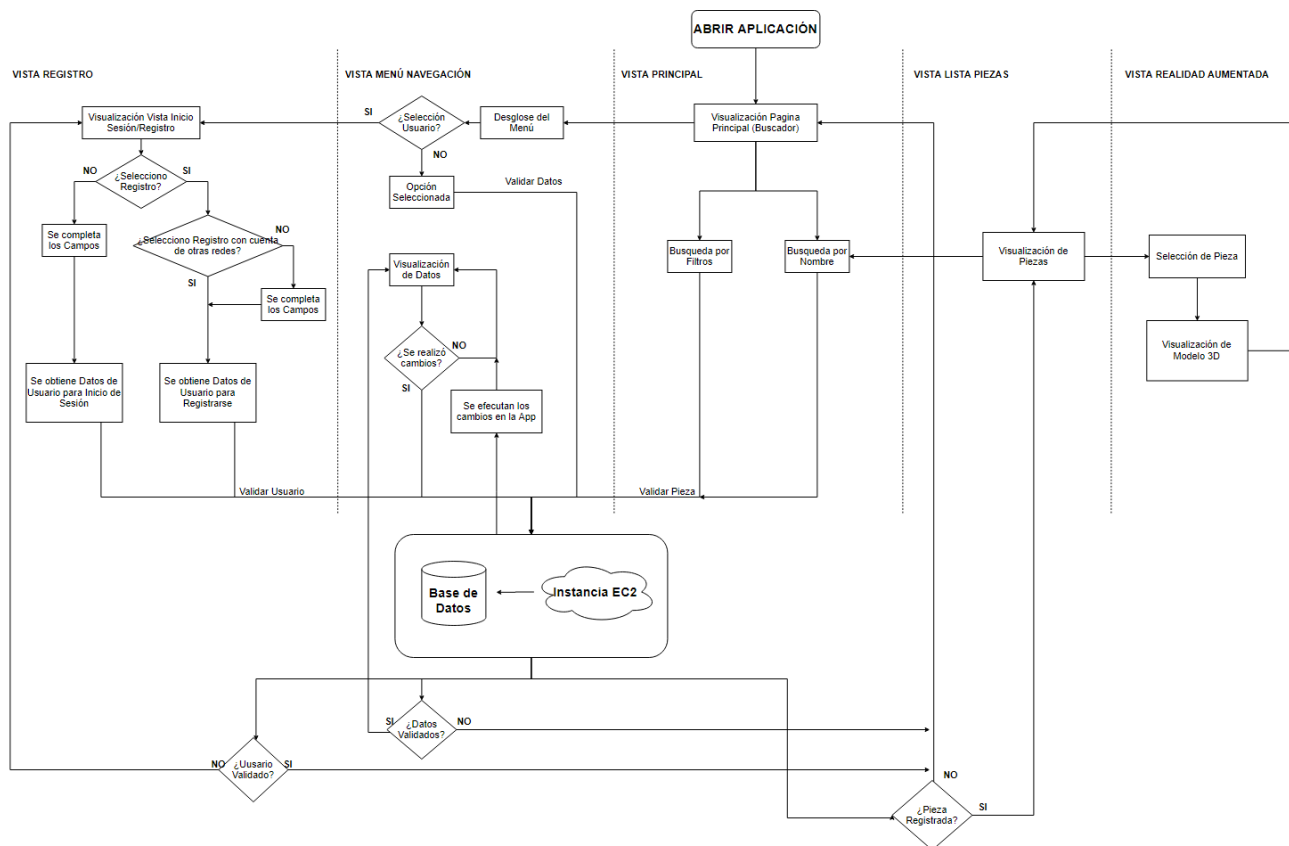 ABRIR APLICACIÓN
VISTA REGISTRO
VISTA MENÚ NAVEGACIÓN
VISTA PRINCIPAL
VISTA LISTA PIEZAS
VISTA REALIDAD AUMENTADA
Visualización Vista Inicio
Sesión/Registro
SI
¿Selección
Usuario?
Desglose del
Menú
Visualización Pagina
Principal (Buscador)
NO
NO
¿Selecciono
Registro?
SI
Opción
Seleccionada
Validar Datos
Se completa
los Campos
¿Selecciono Registro con cuenta
de otras redes?
NO
SI
Se completa
los Campos
Visualización
de Datos
Busqueda por
Filtros
Busqueda por
Nombre
Visualización de
Piezas
Selección de Pieza
¿Se realizó
cambios?
NO
SI
Visualización de
Modelo 3D
Se obtiene Datos de
Usuario para Inicio de
Sesión
Se obtiene Datos de
Usuario para
Registrarse
Se efecutan los
cambios en la App
Validar Usuario
Validar Pieza
Base de
Datos
Instancia EC2
SI
¿Datos
Validados?
NO
NO
¿Uusario
Validado?
SI
NO
¿Pieza
Registrada?
SI